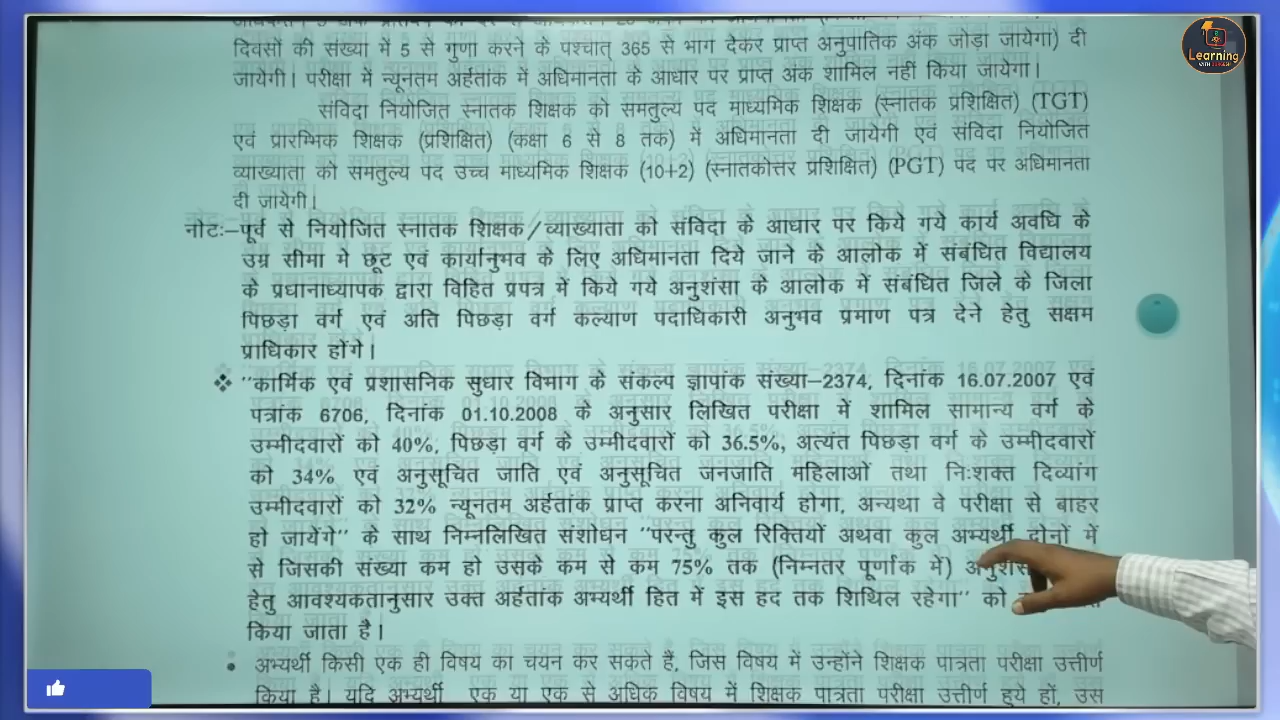 दिवसों की संख्या में 5 से गुणा करने के पश्चात् 365 से भाग देकर प्राप्त अनुपातिक अंक जोड़ा जायेगा) दी
जायेगी। परीक्षा में न्यूनतम अर्हतांक में अधिमानता के आधार पर प्राप्त अंक शामिल नहीं किया जायेगा।
संविदा नियोजित स्नातक शिक्षक को समतुल्य पद माध्यमिक शिक्षक (स्नातक प्रशिक्षित) (TGT)
एवं प्रारम्भिक शिक्षक (प्रशिक्षित) (कक्षा 6 से 8 तक) में अधिमानता दी जायेगी एवं संविदा नियोजित
व्याख्याता को समतुल्य पद उच्च माध्यमिक शिक्षक (10+2) (स्नातकोत्तर प्रशिक्षित) (PGT) पद पर अधिमानता
दी जायेगी।
नोटः–पूर्व से नियोजित स्नातक शिक्षक/व्याख्याता को संविदा के आधार पर किये गये कार्य अवधि के
उम्र सीमा मे छूट एवं कार्यानुभव के लिए अधिमानता दिये जाने के आलोक में संबंधित विद्यालय
के प्रधानाध्यापक द्वारा विहित प्रपत्र में किये गये अनुशंसा के आलोक में संबंधित जिले के जिला
पिछड़ा वर्ग एवं अति पिछड़ा वर्ग कल्याण पदाधिकारी अनुभव प्रमाण पत्र देने हेतु सक्षम
प्राधिकार होंगे।
❖ "कार्मिक एवं प्रशासनिक सुधार विभाग के संकल्प ज्ञापांक संख्या–2374, दिनांक 16.07.2007 एवं
पत्रांक 6706, दिनांक 01.10.2008 के अनुसार लिखित परीक्षा में शामिल सामान्य वर्ग के
उम्मीदवारों को 40%, पिछड़ा वर्ग के उम्मीदवारों को 36.5%, अत्यंत पिछड़ा वर्ग के उम्मीदवारों
को 34% एवं अनुसूचित जाति एवं अनुसूचित जनजाति महिलाओं तथा निःशक्त दिव्यांग
उम्मीदवारों को 32% न्यूनतम अर्हतांक प्राप्त करना अनिवार्य होगा, अन्यथा वे परीक्षा से बाहर
हो जायेंगे" के साथ निम्नलिखित संशोधन "परन्तु कुल रिक्तियों अथवा कुल अभ्यर्थी दोनों में
से जिसकी संख्या कम हो उसके कम से कम 75% तक (निम्नतर पूर्णांक में)
हेतु आवश्यकतानुसार उक्त अर्हतांक अभ्यर्थी हित में इस हद तक शिथिल रहेगा" को
किया जाता है।
• अभ्यर्थी किसी एक ही विषय का चयन कर सकते हैं, जिस विषय में उन्होंने शिक्षक पात्रता परीक्षा उत्तीर्ण
किया है। यदि अभ्यर्थी एक या एक से अधिक विषय में शिक्षक पात्रता परीक्षा उत्तीर्ण हुये हों, उस
Learning